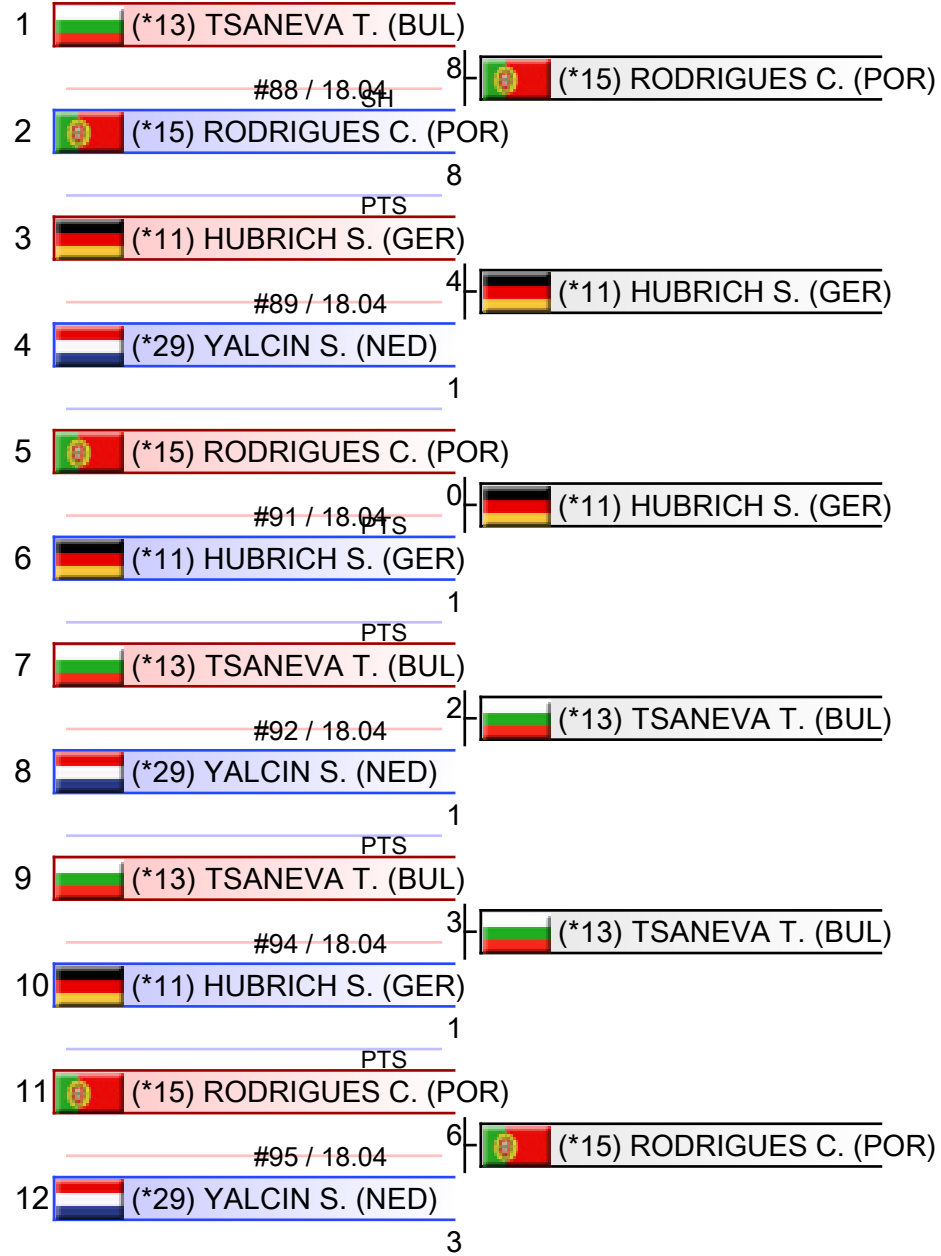 1 (*13) TSANEVA T. (BUL)
8 (*15) RODRIGUES C. (POR)
#88 / 18.04
SH
2 (*15) RODRIGUES C. (POR)
8
PTS
3 (*11) HUBRICH S. (GER)
4 (*11) HUBRICH S. (GER)
#89 / 18.04
4 (*29) YALCIN S. (NED)
1
5 (*15) RODRIGUES C. (POR)
0 (*11) HUBRICH S. (GER)
#91 / 18.04
PTS
6 (*11) HUBRICH S. (GER)
1
PTS
7 (*13) TSANEVA T. (BUL)
2 (*13) TSANEVA T. (BUL)
#92 / 18.04
8 (*29) YALCIN S. (NED)
1
PTS
9 (*13) TSANEVA T. (BUL)
3 (*13) TSANEVA T. (BUL)
#94 / 18.04
10 (*11) HUBRICH S. (GER)
1
PTS
11 (*15) RODRIGUES C. (POR)
6 (*15) RODRIGUES C. (POR)
#95 / 18.04
12 (*29) YALCIN S. (NED)
3